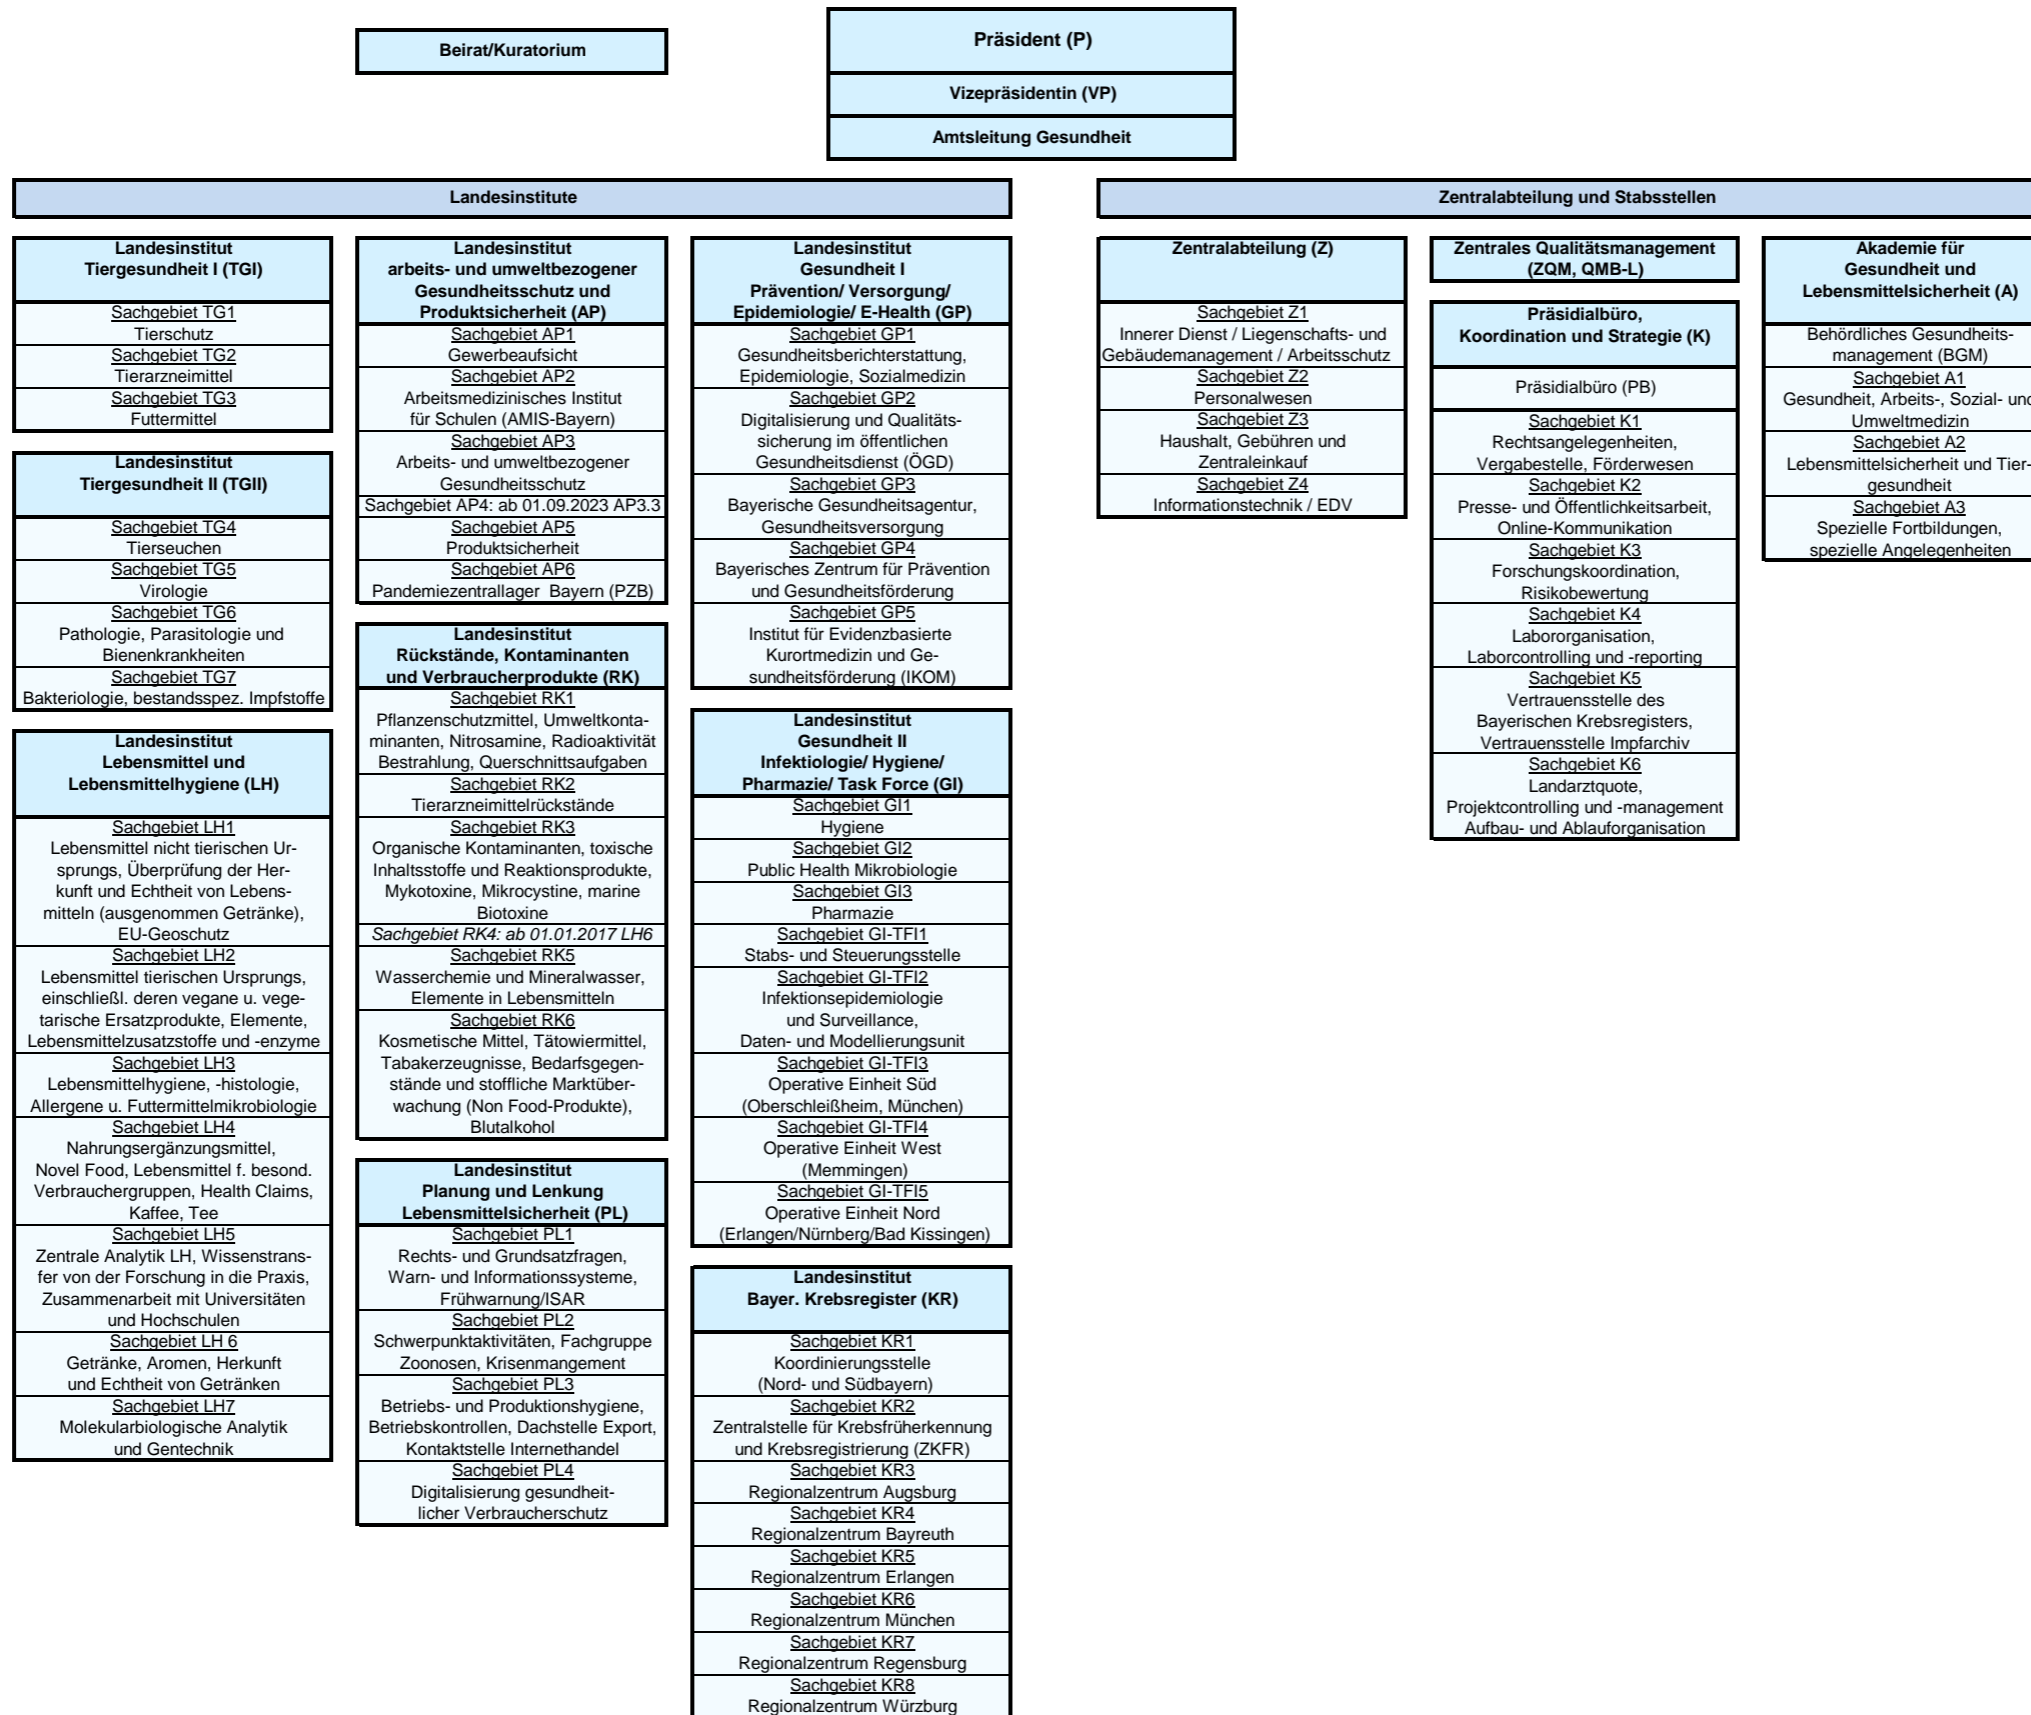 Beirat/Kuratorium
Präsident (P)
Vizepräsidentin (VP)
Amtsleitung Gesundheit
Landesinstitute
Landesinstitut
Tiergesundheit I (TGI)
Sachgebiet TG1
Tierschutz
Sachgebiet TG2
Tierarzneimittel
Sachgebiet TG3
Futtermittel
Landesinstitut
Tiergesundheit II (TGII)
Sachgebiet TG4
Tierseuchen
Sachgebiet TG5
Virologie
Sachgebiet TG6
Pathologie, Parasitologie und
Bienenkrankheiten
Sachgebiet TG7
Bakteriologie, bestandsspez. Impfstoffe
Landesinstitut
Lebensmittel und
Lebensmittelhygiene (LH)
Sachgebiet LH1
Lebensmittel nicht tierischen Ur-
sprungs, Überprüfung der Her-
kunft und Echtheit von Lebens-
mitteln (ausgenommen Getränke),
EU-Geoschutz
Sachgebiet LH2
Lebensmittel tierischen Ursprungs,
einschließl. deren vegane u. vege-
tarische Ersatzprodukte, Elemente,
Lebensmittelzusatzstoffe und -enzyme
Sachgebiet LH3
Lebensmittelhygiene, -histologie,
Allergene u. Futtermittelmikrobiologie
Sachgebiet LH4
Nahrungsergänzungsmittel,
Novel Food, Lebensmittel f. besond.
Verbrauchergruppen, Health Claims,
Kaffee, Tee
Sachgebiet LH5
Zentrale Analytik LH, Wissenstrans-
fer von der Forschung in die Praxis,
Zusammenarbeit mit Universitäten
und Hochschulen
Sachgebiet LH 6
Getränke, Aromen, Herkunft
und Echtheit von Getränken
Sachgebiet LH7
Molekularbiologische Analytik
und Gentechnik
Landesinstitut
arbeits- und umweltbezogener
Gesundheitsschutz und
Produktsicherheit (AP)
Sachgebiet AP1
Gewerbeaufsicht
Sachgebiet AP2
Arbeitsmedizinisches Institut
für Schulen (AMIS-Bayern)
Sachgebiet AP3
Arbeits- und umweltbezogener
Gesundheitsschutz
Sachgebiet AP4: ab 01.09.2023 AP3.3
Sachgebiet AP5
Produktsicherheit
Sachgebiet AP6
Pandemiezentrallager  Bayern (PZB)
Landesinstitut
Rückstände, Kontaminanten
und Verbraucherprodukte (RK)
Sachgebiet RK1
Pflanzenschutzmittel, Umweltkonta-
minanten, Nitrosamine, Radioaktivität
Bestrahlung, Querschnittsaufgaben
Sachgebiet RK2
Tierarzneimittelrückstände
Sachgebiet RK3
Organische Kontaminanten, toxische
Inhaltsstoffe und Reaktionsprodukte,
Mykotoxine, Mikrocystine, marine
Biotoxine
Sachgebiet RK4: ab 01.01.2017 LH6
Sachgebiet RK5
Wasserchemie und Mineralwasser,
Elemente in Lebensmitteln
Sachgebiet RK6
Kosmetische Mittel, Tätowiermittel,
Tabakerzeugnisse, Bedarfsgegen-
stände und stoffliche Marktüber-
wachung (Non Food-Produkte),
Blutalkohol
Landesinstitut
Planung und Lenkung
Lebensmittelsicherheit (PL)
Sachgebiet PL1
Rechts- und Grundsatzfragen,
Warn- und Informationssysteme,
Frühwarnung/ISAR
Sachgebiet PL2
Schwerpunktaktivitäten, Fachgruppe
Zoonosen, Krisenmangement
Sachgebiet PL3
Betriebs- und Produktionshygiene,
Betriebskontrollen, Dachstelle Export,
Kontaktstelle Internethandel
Sachgebiet PL4
Digitalisierung gesundheit-
licher Verbraucherschutz
Landesinstitut
Gesundheit I
Prävention/ Versorgung/
Epidemiologie/ E-Health (GP)
Sachgebiet GP1
Gesundheitsberichterstattung,
Epidemiologie, Sozialmedizin
Sachgebiet GP2
Digitalisierung und Qualitäts-
sicherung im öffentlichen
Gesundheitsdienst (ÖGD)
Sachgebiet GP3
Bayerische Gesundheitsagentur,
Gesundheitsversorgung
Sachgebiet GP4
Bayerisches Zentrum für Prävention
und Gesundheitsförderung
Sachgebiet GP5
Institut für Evidenzbasierte
Kurortmedizin und Ge-
sundheitsförderung (IKOM)
Landesinstitut
Gesundheit II
Infektiologie/ Hygiene/
Pharmazie/ Task Force (GI)
Sachgebiet GI1
Hygiene
Sachgebiet GI2
Public Health Mikrobiologie
Sachgebiet GI3
Pharmazie
Sachgebiet GI-TFI1
Stabs- und Steuerungsstelle
Sachgebiet GI-TFI2
Infektionsepidemiologie
und Surveillance,
Daten- und Modellierungsunit
Sachgebiet GI-TFI3
Operative Einheit Süd
(Oberschleißheim, München)
Sachgebiet GI-TFI4
Operative Einheit West
(Memmingen)
Sachgebiet GI-TFI5
Operative Einheit Nord
(Erlangen/Nürnberg/Bad Kissingen)
Landesinstitut
Bayer. Krebsregister (KR)
Sachgebiet KR1
Koordinierungsstelle
(Nord- und Südbayern)
Sachgebiet KR2
Zentralstelle für Krebsfrüherkennung
und Krebsregistrierung (ZKFR)
Sachgebiet KR3
Regionalzentrum Augsburg
Sachgebiet KR4
Regionalzentrum Bayreuth
Sachgebiet KR5
Regionalzentrum Erlangen
Sachgebiet KR6
Regionalzentrum München
Sachgebiet KR7
Regionalzentrum Regensburg
Sachgebiet KR8
Regionalzentrum Würzburg
Zentralabteilung und Stabsstellen
Zentralabteilung (Z)
Sachgebiet Z1
Innerer Dienst / Liegenschafts- und
Gebäudemanagement / Arbeitsschutz
Sachgebiet Z2
Personalwesen
Sachgebiet Z3
Haushalt, Gebühren und
Zentraleinkauf
Sachgebiet Z4
Informationstechnik / EDV
Zentrales Qualitätsmanagement
(ZQM, QMB-L)
Präsidialbüro,
Koordination und Strategie (K)
Präsidialbüro (PB)
Sachgebiet K1
Rechtsangelegenheiten,
Vergabestelle, Förderwesen
Sachgebiet K2
Presse- und Öffentlichkeitsarbeit,
Online-Kommunikation
Sachgebiet K3
Forschungskoordination,
Risikobewertung
Sachgebiet K4
Labororganisation,
Laborcontrolling und -reporting
Sachgebiet K5
Vertrauensstelle des
Bayerischen Krebsregisters,
Vertrauensstelle Impfarchiv
Sachgebiet K6
Landarztquote,
Projektcontrolling und -management
Aufbau- und Ablauforganisation
Akademie für
Gesundheit und
Lebensmittelsicherheit (A)
Behördliches Gesundheits-
management (BGM)
Sachgebiet A1
Gesundheit, Arbeits-, Sozial- und
Umweltmedizin
Sachgebiet A2
Lebensmittelsicherheit und Tier-
gesundheit
Sachgebiet A3
Spezielle Fortbildungen,
spezielle Angelegenheiten